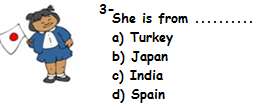 3-
She is from ..........
a) Turkey
b) Japan
c) India
d) Spain